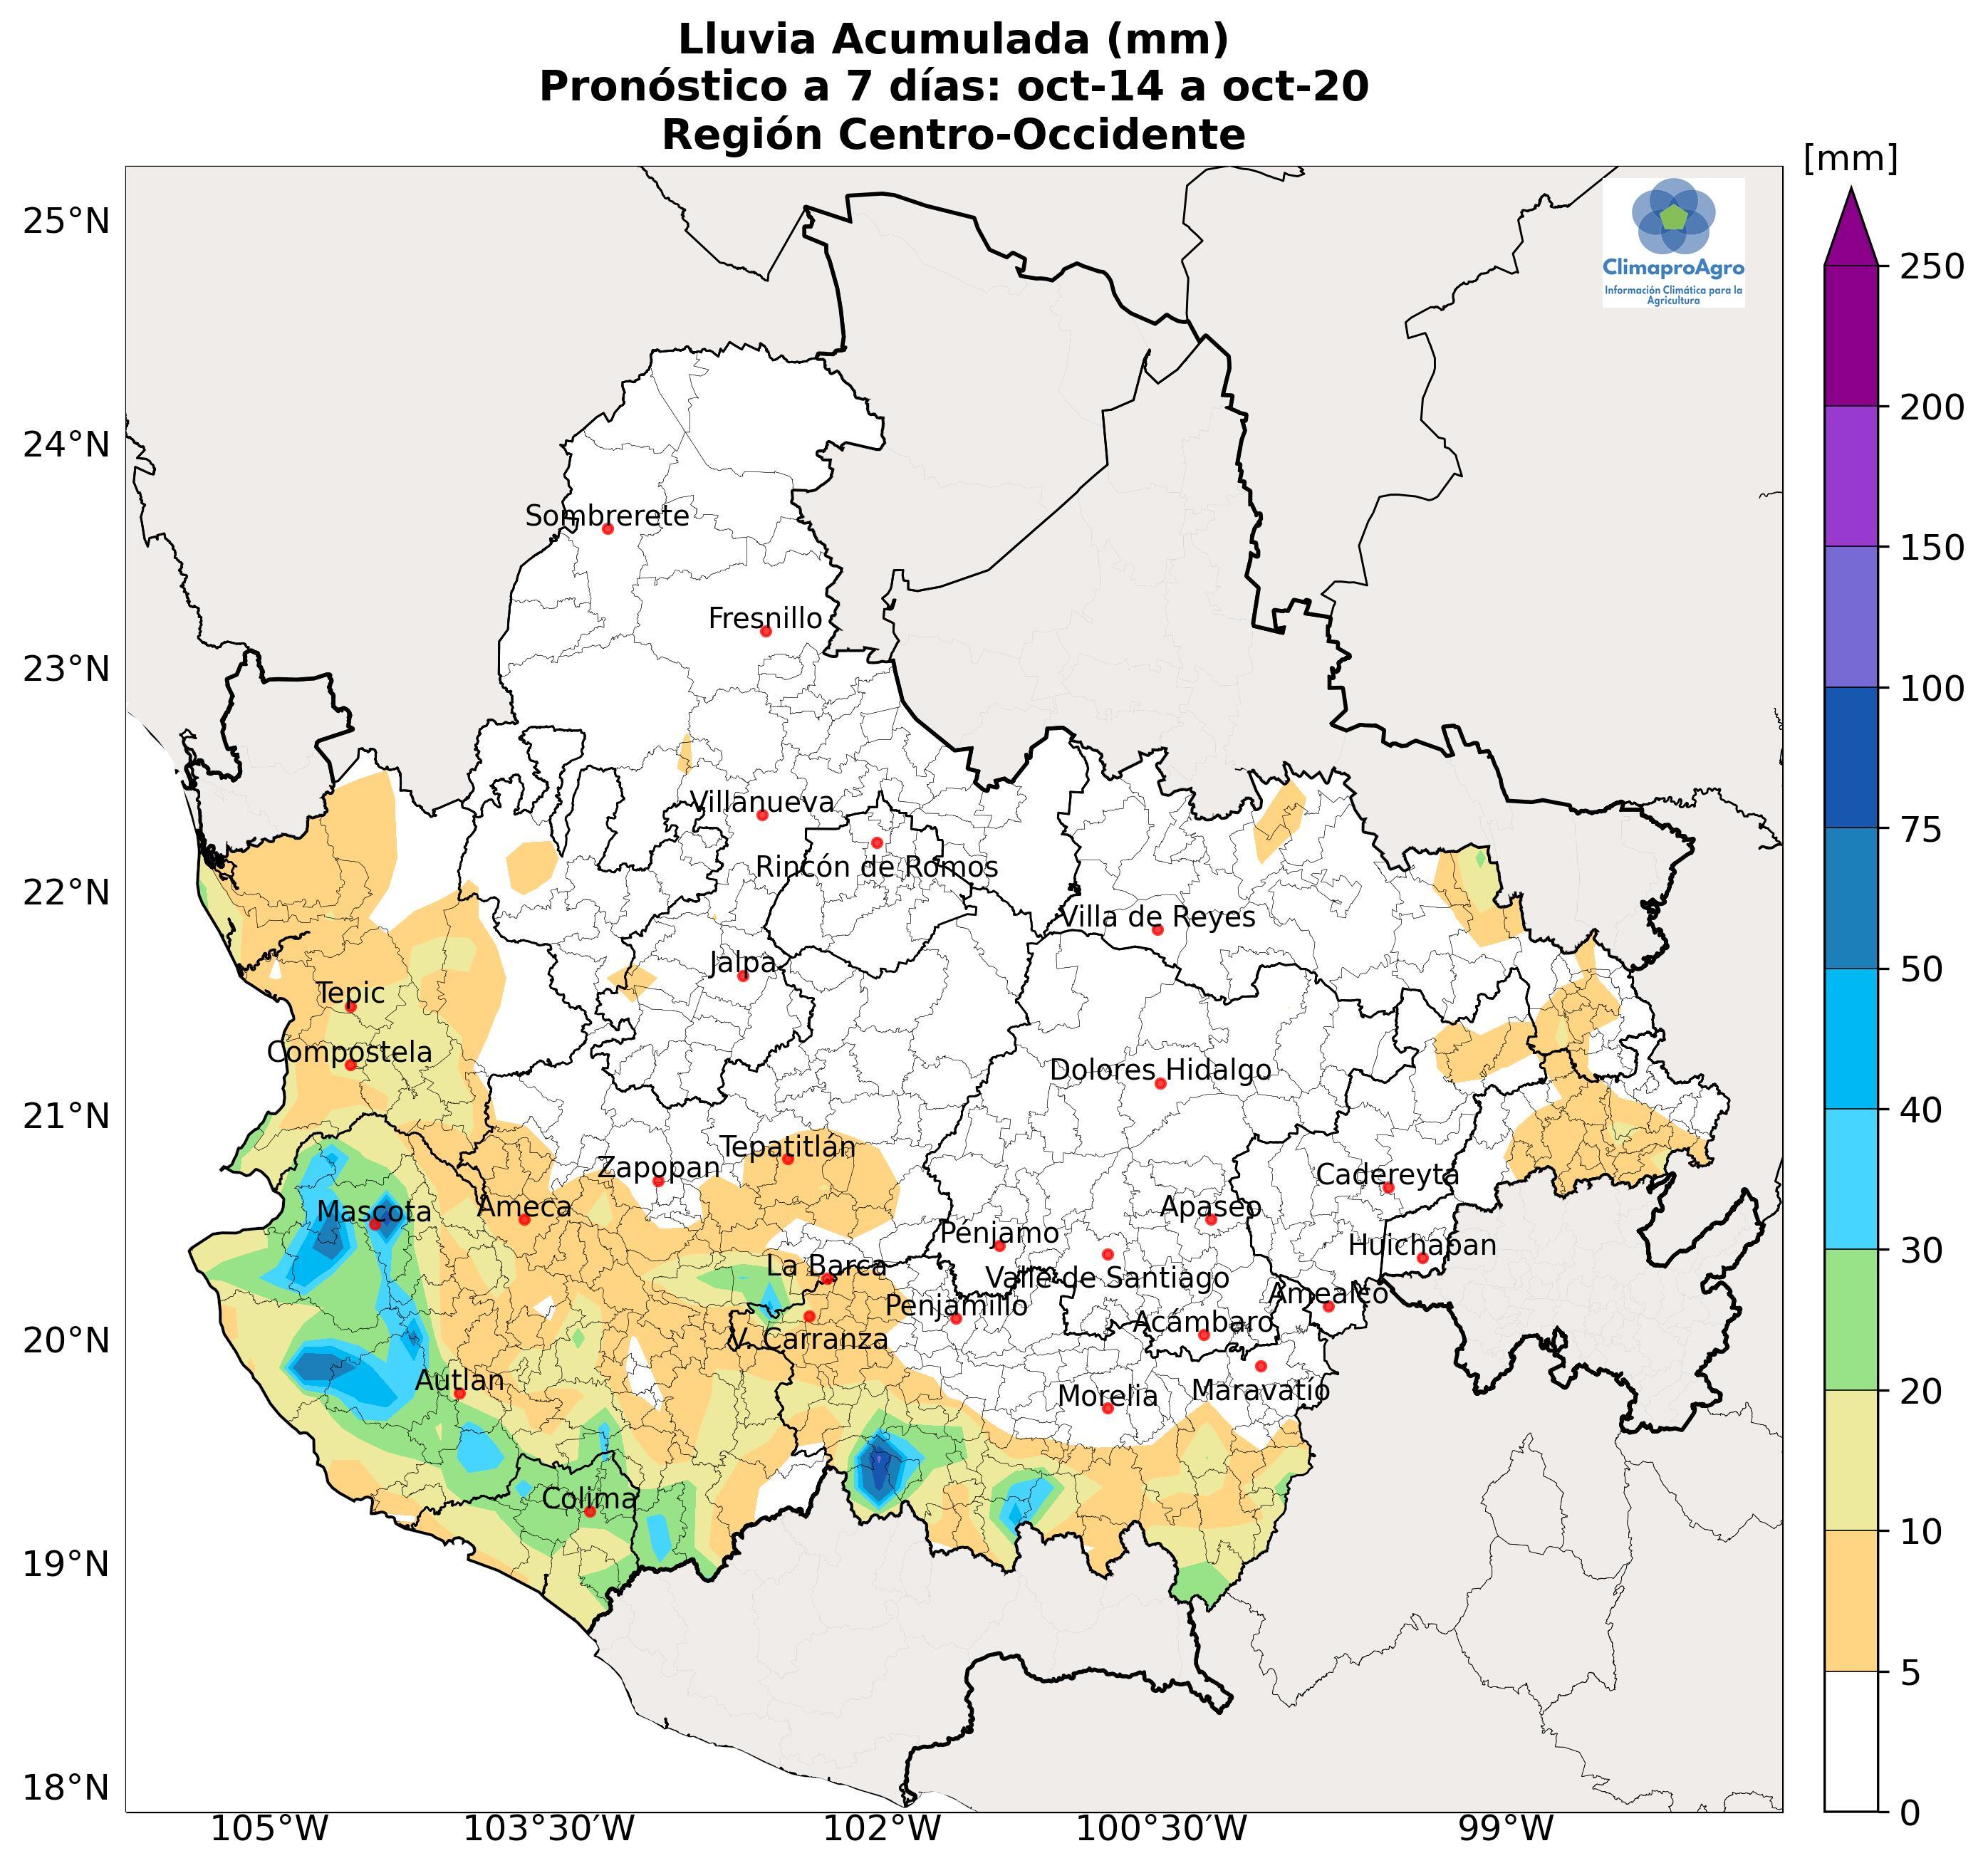 Lluvia Acumulada (mm)
Pronóstico a 7 días: oct-14 a oct-20
Región Centro-Occidente
[mm]
ClimaproAgro
Información Climática para la
Agricultura
25°N
24°N
23°N
22°N
21°N
20°N
19°N
18°N
Sombrerete
Fresnillo
Villanueva
Rincón de Romos
Villa de Reyes
Jalpa
Tepic
Compostela
Dolores Hidalgo
Tepatitlán
Zapopan
Cadereyta
Mascota
Ameca
Apaseo
Pénjamo
Huichapan
La Barca
Valle de Santiago
Amealco
Penjamillo
Acámbaro
V. Carranza
Autlan
Morelia
Maravatío
Colima
105°W
103°30'W
102°W
100°30'W
99°W
250
200
150
100
75
50
40
30
20
10
5
0